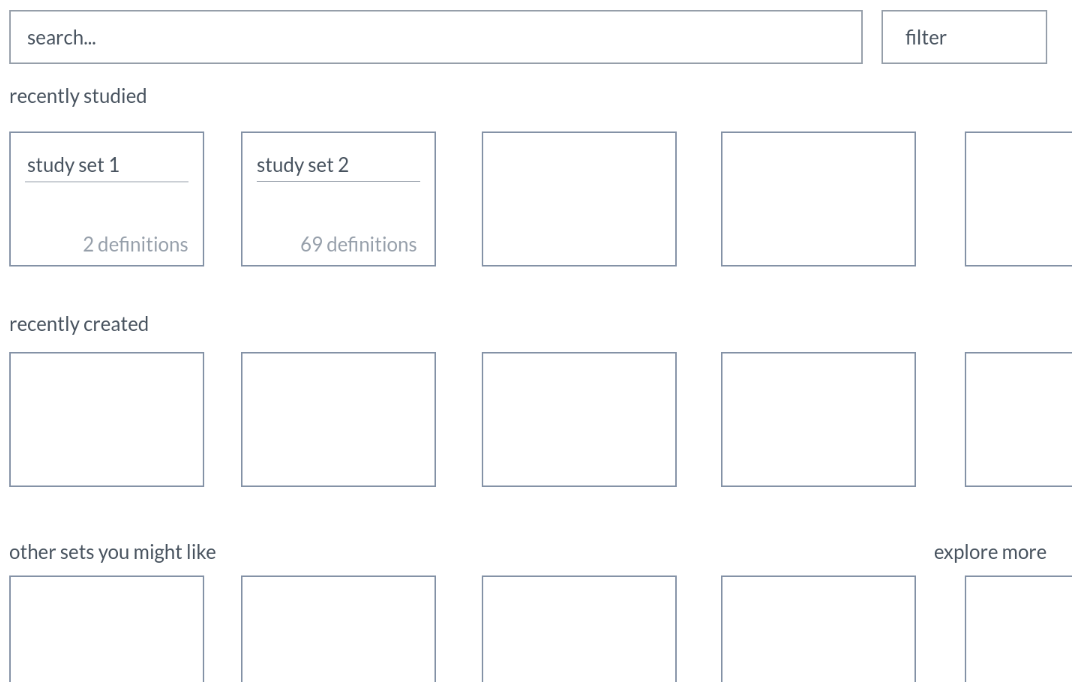 search...
filter
recently studied
study set 1
study set 2
2 definitions
69 definitions
recently created
other sets you might like
explore more